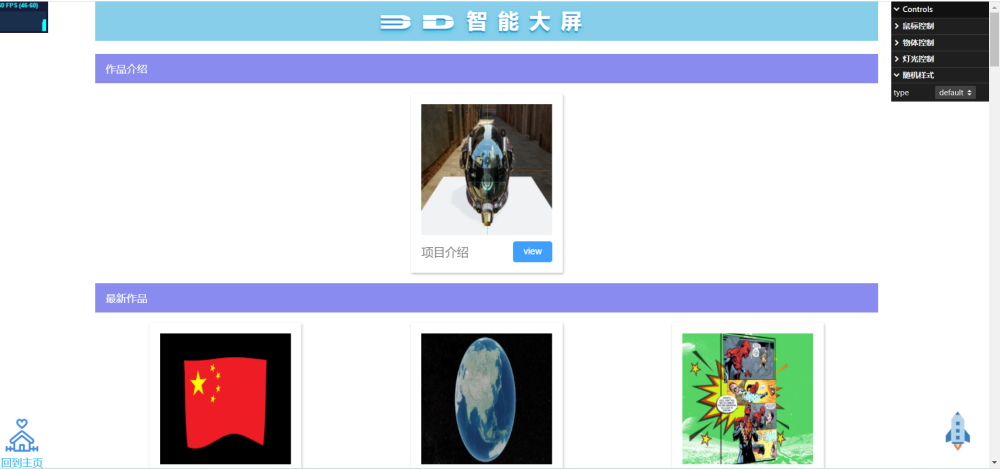 60 FPS (46-60)
3D智能大屏
Controls
鼠标控制
物体控制
灯光控制
随机样式
type default
作品介绍
项目介绍 view
最新作品
回到主页